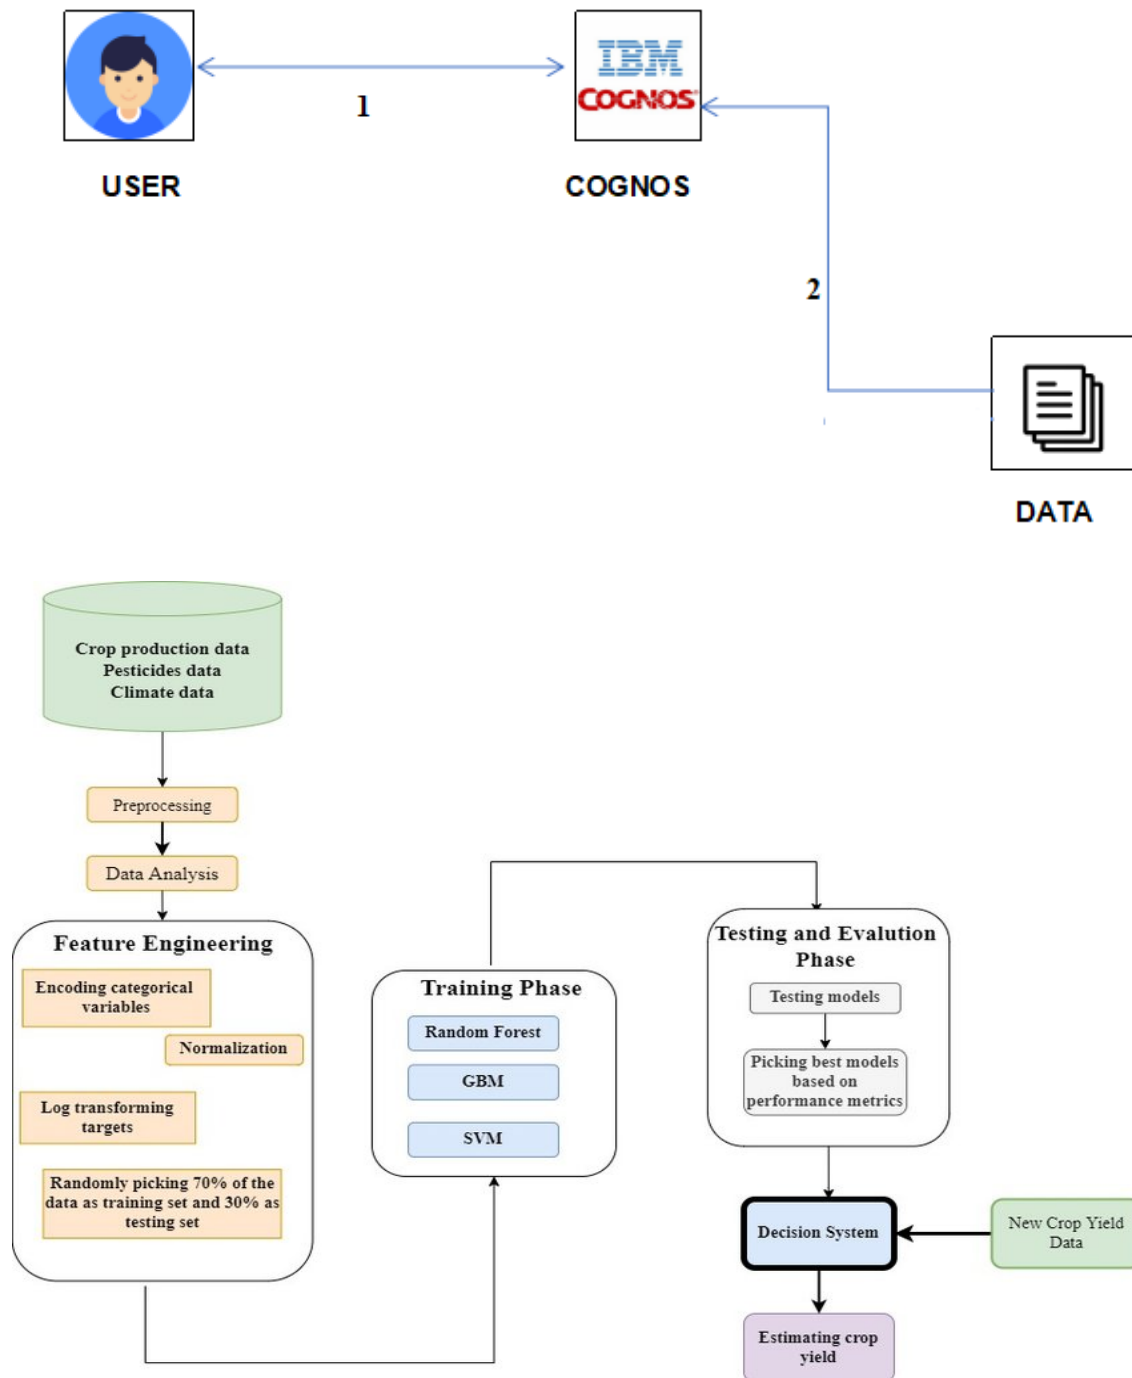 IBM
COGNOS
1
USER
COGNOS
2
DATA
Crop production data
Pesticides data
Climate data
Preprocessing
Data Analysis
Feature Engineering
Encoding categorical
variables
Normalization
Log transforming
targets
Randomly picking 70% of the
data as training set and 30% as
testing set
Training Phase
Random Forest
GBM
SVM
Testing and Evalution
Phase
Testing models
Picking best models
based on
performance metrics
Decision System
New Crop Yield
Data
Estimating crop
yield